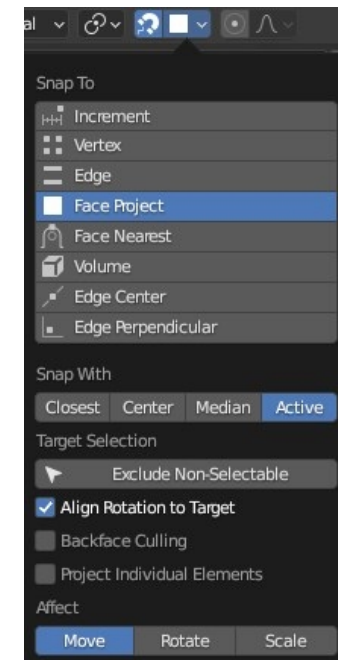 al
Snap To
Increment
Vertex
Edge
Face Project
Face Nearest
Volume
Edge Center
Edge Perpendicular
Snap With
Closest Center Median Active
Target Selection
Exclude Non-Selectable
Align Rotation to Target
Backface Culling
Project Individual Elements
Affect
Move Rotate Scale